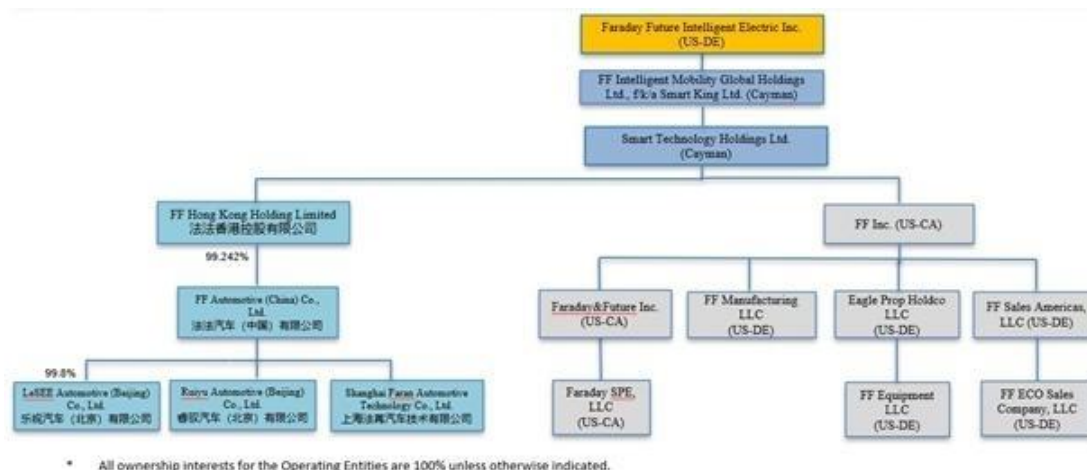 Faraday Future Intelligent Electric Inc.
(US-DE)
FF Intelligent Mobility Global Holdings
Ltd., f/k/a Smart King Ltd. (Cayman)
Smart Technology Holdings Ltd.
(Cayman)
FF Hong Kong Holding Limited
法法香港控股有限公司
FF Inc. (US-CA)
99.242%
FF Automotive (China) Co.,
Ltd.
法法汽车（中国）有限公司
Faraday&Future Inc.
(US-CA)
FF Manufacturing
LLC
(US-DE)
Eagle Prop Holdco
LLC
(US-DE)
FF Sales Americas,
LLC (US-DE)
99.8%
LeSEE Automotive (Beijing)
Co., Ltd.
乐视汽车（北京）有限公司
Ruiyu Automotive (Beijing)
Co., Ltd.
睿驭汽车（北京）有限公司
Shanghai Faran Automotive
Technology Co., Ltd.
上海法苒汽车技术有限公司
Faraday SPE,
LLC
(US-CA)
FF Equipment
LLC
(US-DE)
FF ECO Sales
Company, LLC
(US-DE)
* All ownership interests for the Operating Entities are 100% unless otherwise indicated.